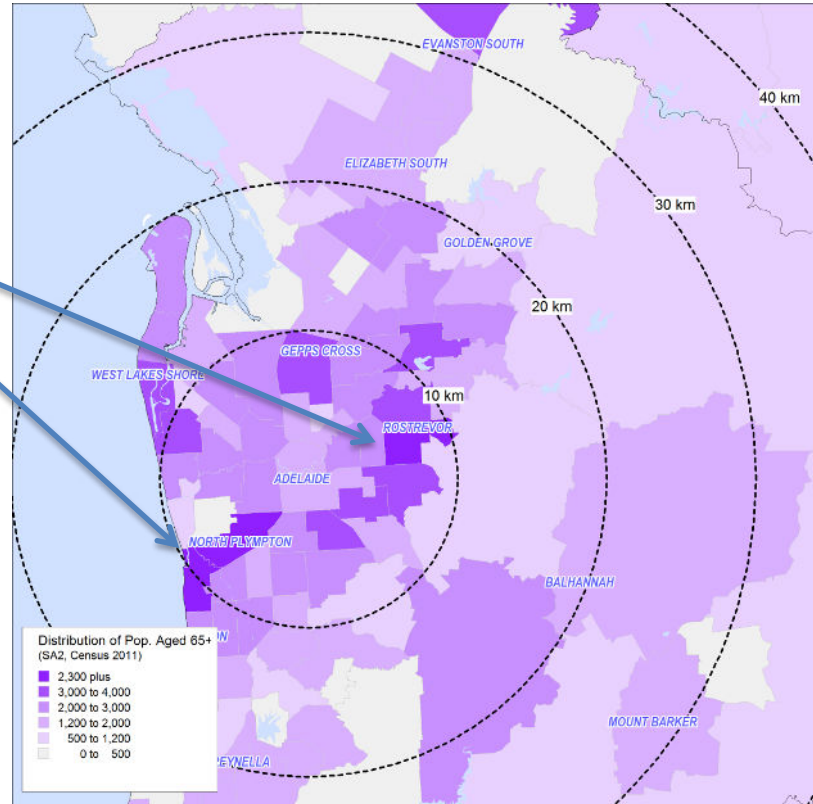 EVANSTON SOUTH
40 km
ELIZABETH SOUTH
30 km
GOLDEN GROVE
20 km
GEPPS CROSS
WEST LAKES SHORE
10 km
ROSTREVOR
ADELAIDE
NORTH PLYMPTON
BALHANNAH
ON
Distribution of Pop. Aged 65+
(SA2, Census 2011)
2,300 plus
3,000 to 4,000
2,000 to 3,000
1,200 to 2,000
500 to 1,200
0 to 500
MOUNT BARKER
REYNELLA